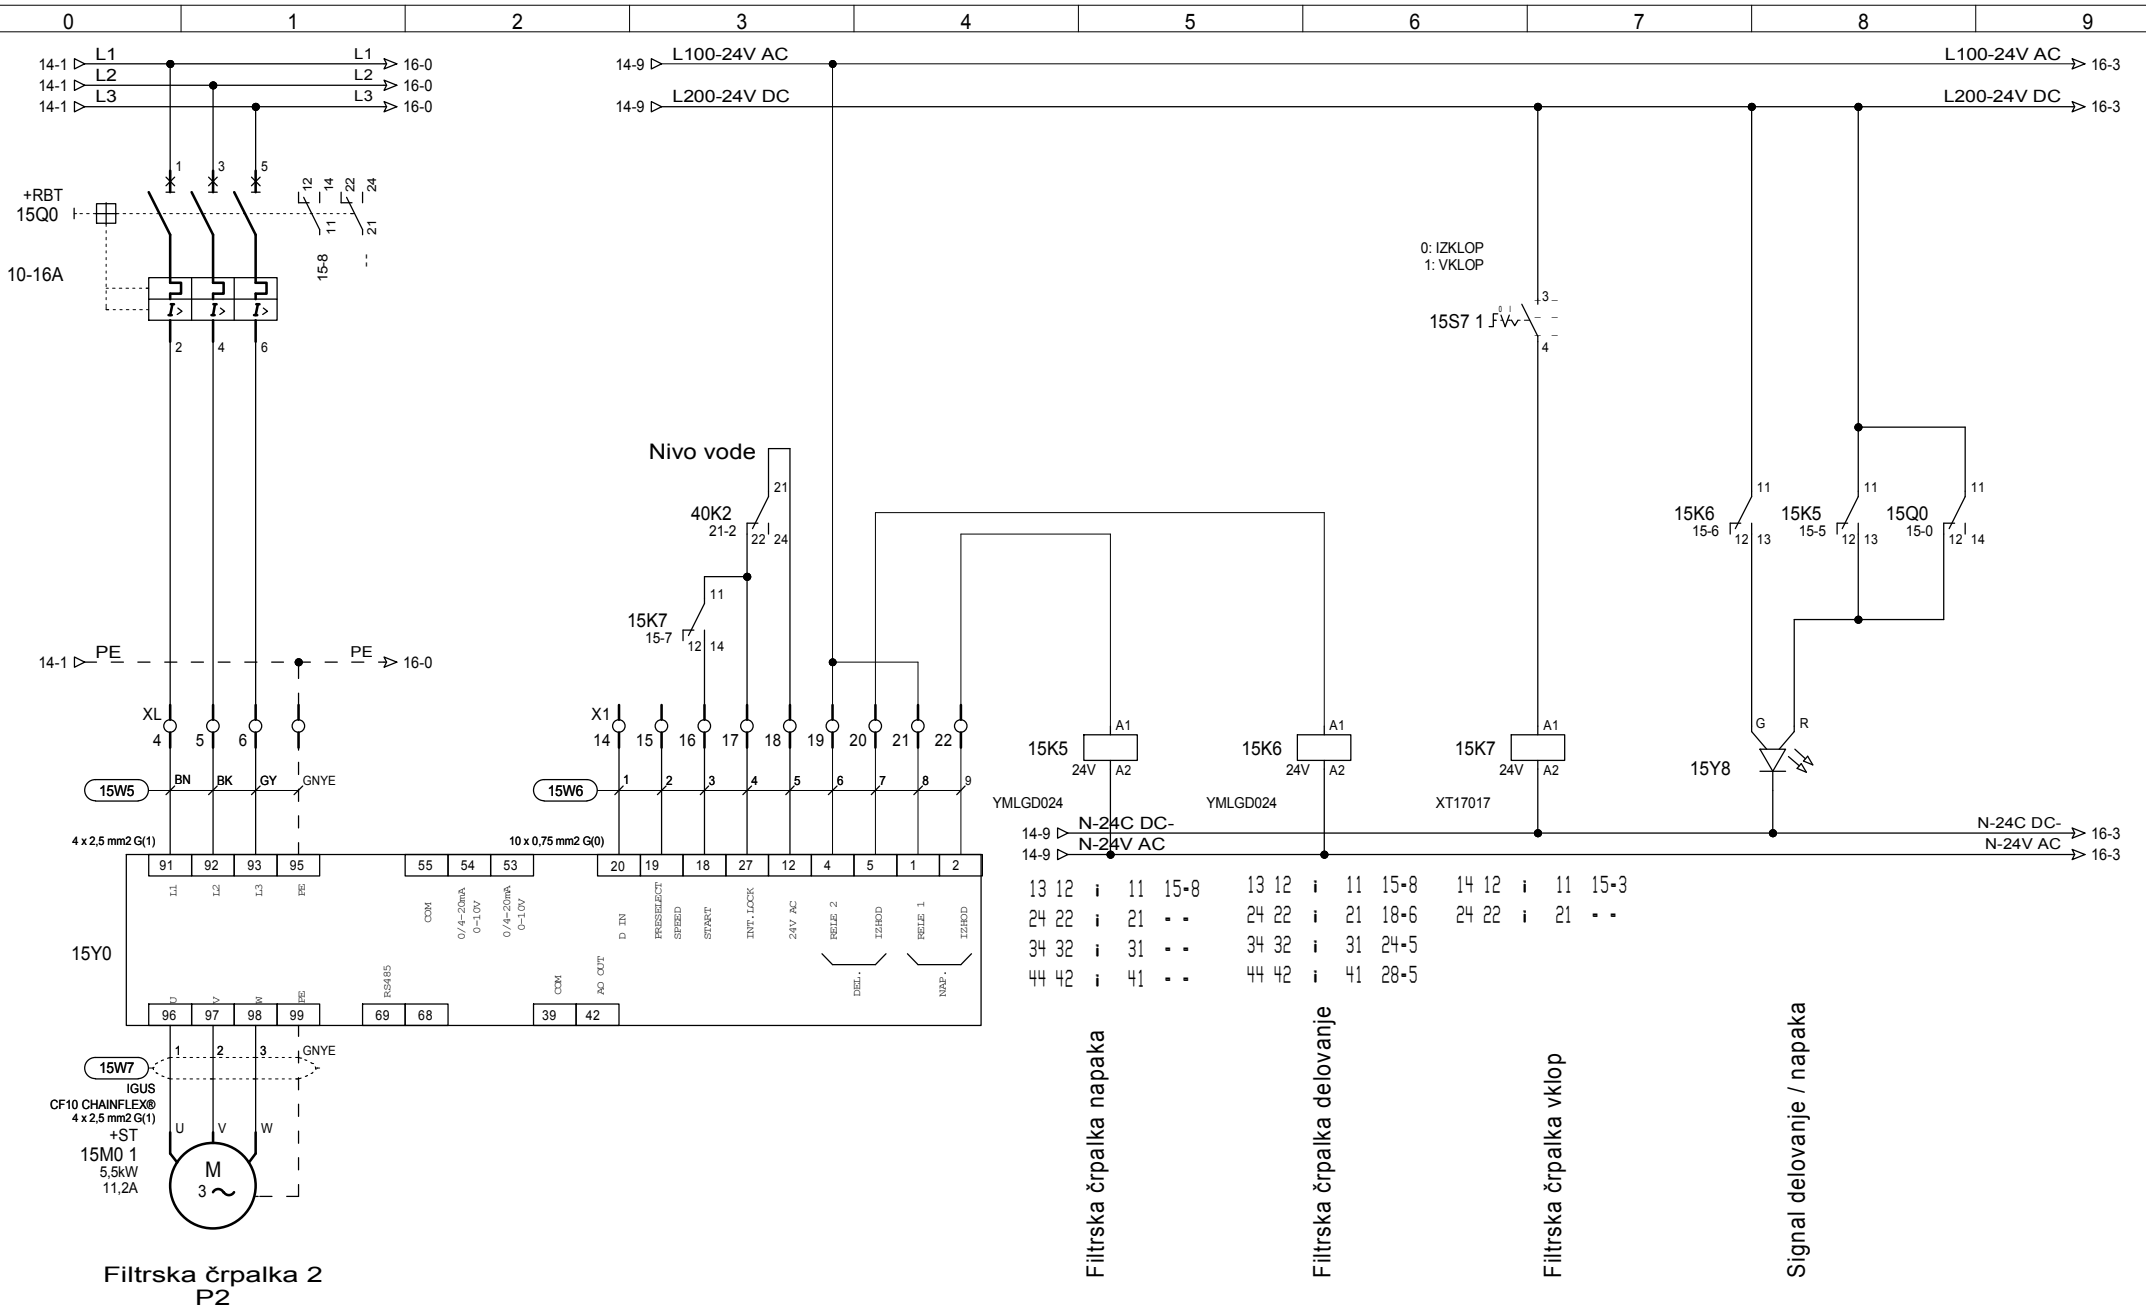 0 1 2 3 4 5 6 7 8 9
14-1 L1 L1 16-0
14-1 L2 L2 16-0
14-1 L3 L3 16-0
14-9 L100-24V AC L100-24V AC 16-3
14-9 L200-24V DC L200-24V DC 16-3
1 3 5
12 14 22 24
+RBT
15Q0
11 21
15-8 --
10-16A
I> I> I>
2 4 6
0: IZKLOP
1: VKLOP
3
15S7 1 0 1
4
Nivo vode
21
40K2
21-2
22 24
11
15K7
15-7
12 14
11 11 11
15K6 15K5 15Q0
15-6 15-5 15-0
12 13 12 13 12 14
14-1 PE PE 16-0
XL
4 5 6
X1
14 15 16 17 18 19 20 21 22
A1 A1 A1
15K5 15K6 15K7
24V A2 24V A2 24V A2
YMLGD024 YMLGD024 XT17017
G R
15Y8
15W5 BN BK GY GNYE
4 x 2,5 mm2 G(1)
15W6 1 2 3 4 5 6 7 8 9
10 x 0,75 mm2 G(0)
14-9 N-24C DC- N-24C DC- 16-3
14-9 N-24V AC N-24V AC 16-3
91 92 93 95 55 54 53 20 19 18 27 12 4 5 1 2
L1 L2 L3 PE
COM
0/4-20mA
0-10V
0/4-20mA
0-10V
D IN
PRESELECT
SPEED
START
INT.LOCK
24V AC
RELE 2
IZHOD
RELE 1
IZHOD
DEL.
NAP.
15Y0
U V W PE
RS485
COM
AO OUT
96 97 98 99 69 68 39 42
13 12 i 11 15-8
24 22 i 21 - -
34 32 i 31 - -
44 42 i 41 - -
13 12 i 11 15-8
24 22 i 21 18-6
34 32 i 31 24-5
44 42 i 41 28-5
14 12 i 11 15-3
24 22 i 21 - -
15W7 1 2 3 GNYE
IGUS
CF10 CHAINFLEX®
4 x 2,5 mm2 G(1)
U V W
+ST
15M0 1
5,5kW
11,2A
M
3
Filtrska črpalka 2
P2
Filtrska črpalka napaka
Filtrska črpalka delovanje
Filtrska črpalka vklop
Signal delovanje / napaka